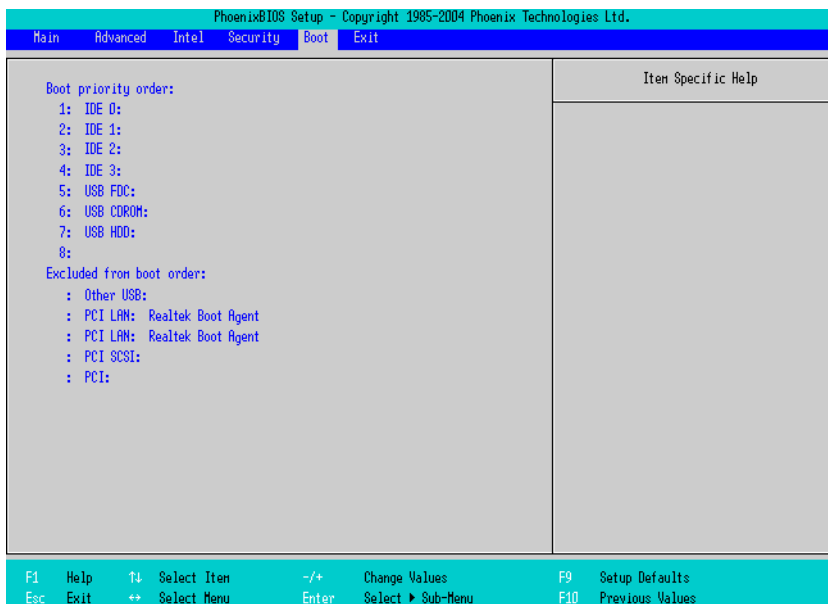 PhoenixBIOS Setup - Copyright 1985-2004 Phoenix Technologies Ltd.
Main Advanced Intel Security Boot Exit
Item Specific Help
Boot priority order:
1: IDE 0:
2: IDE 1:
3: IDE 2:
4: IDE 3:
5: USB FDC:
6: USB CDROM:
7: USB HDD:
8:
Excluded from boot order:
: Other USB:
: PCI LAN: Realtek Boot Agent
: PCI LAN: Realtek Boot Agent
: PCI SCSI:
: PCI:
F1 Help ↑↓ Select Item -/+ Change Values F9 Setup Defaults
Esc Exit ↔ Select Menu Enter Select ▶ Sub-Menu F10 Previous Values